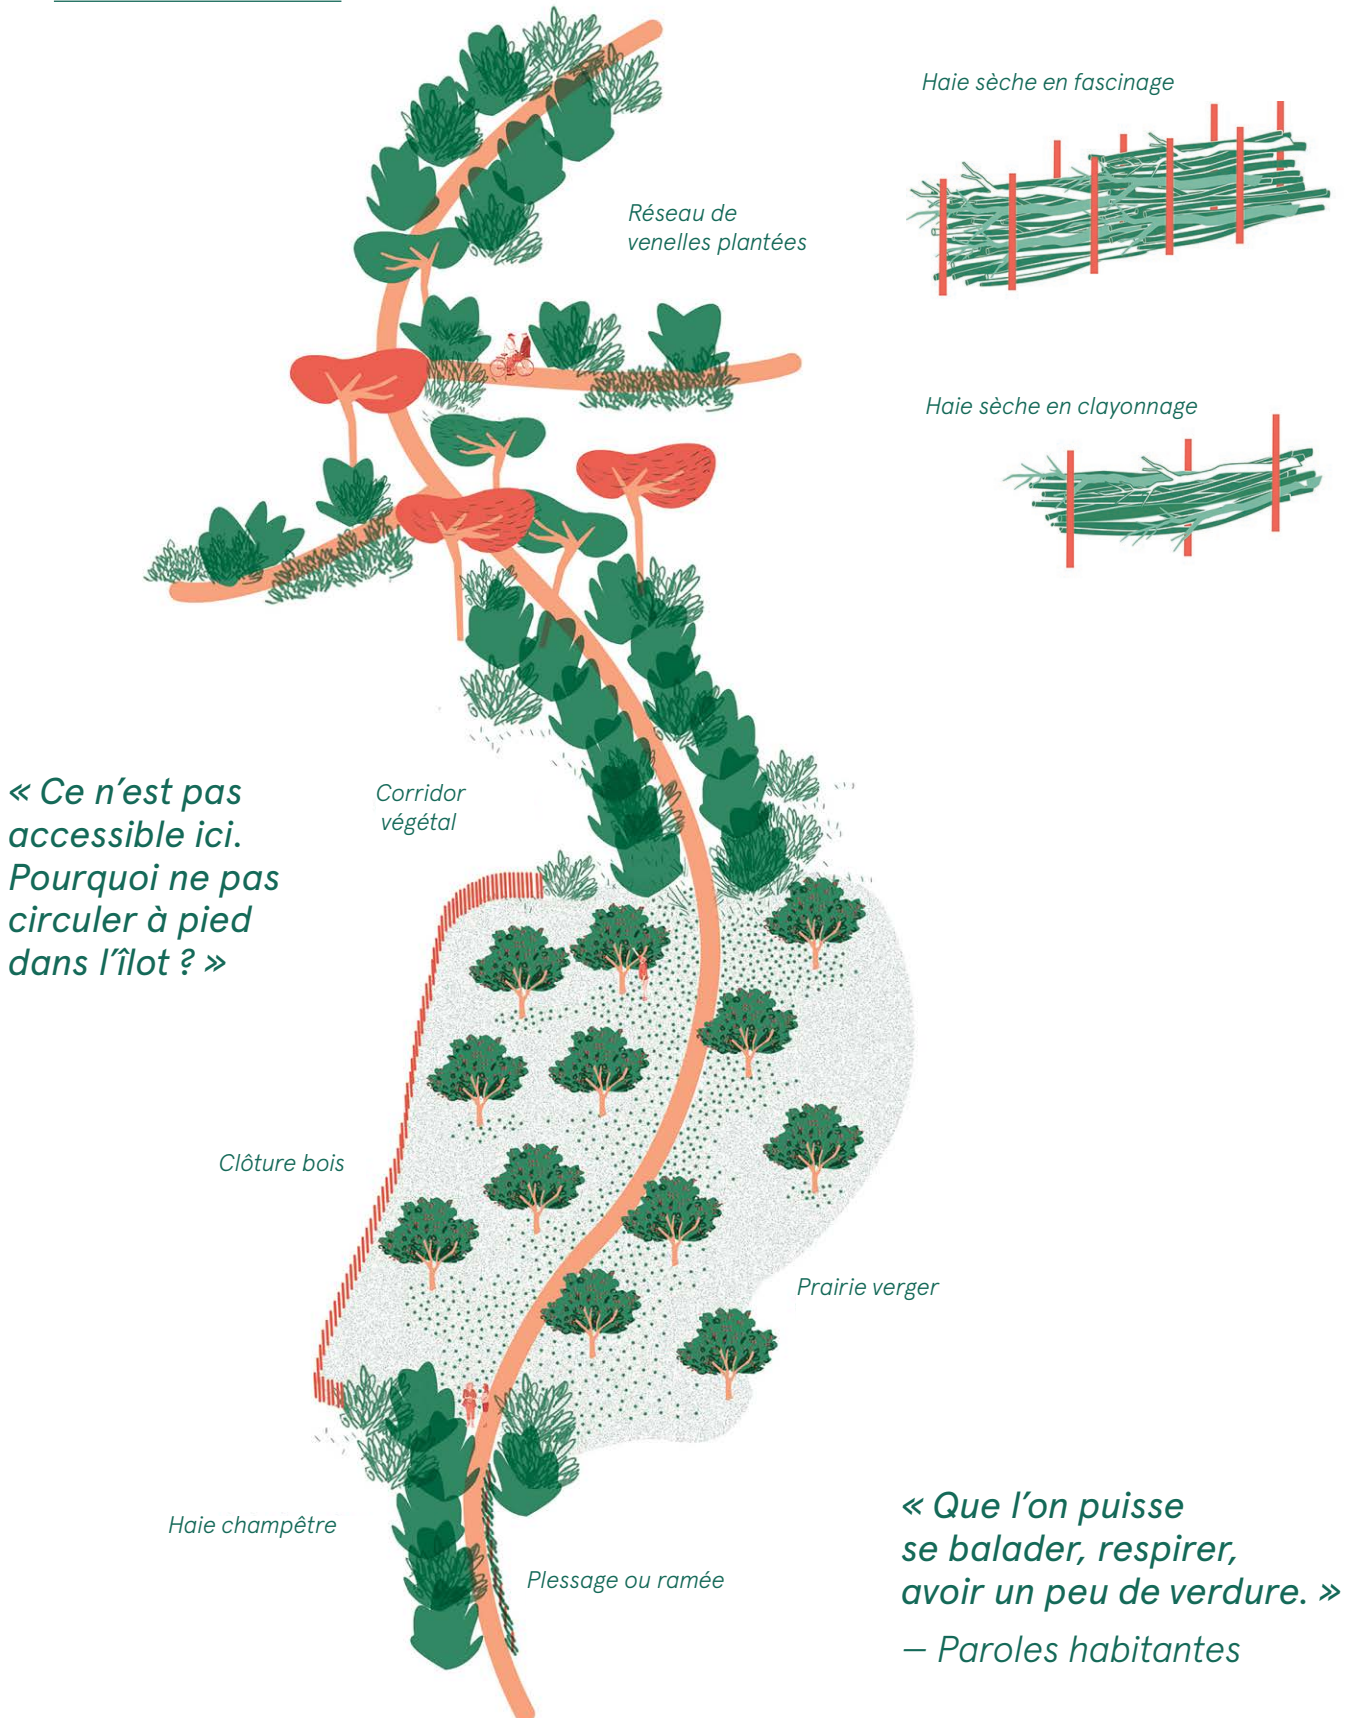 Haie sèche en fascinage
Réseau de
venelles plantées
Haie sèche en clayonnage
« Ce n’est pas
accessible ici.
Pourquoi ne pas
circuler à pied
dans l’îlot ? »
Corridor
végétal
Clôture bois
Prairie verger
Haie champêtre
Plessage ou ramée
« Que l’on puisse
se balader, respirer,
avoir un peu de verdure. »
— Paroles habitantes